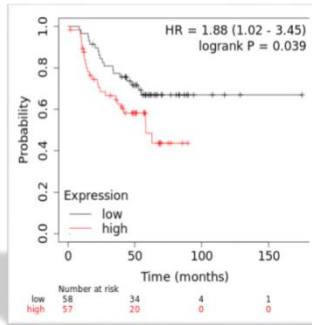 HR = 1.88 (1.02 - 3.45)
logrank P = 0.039
Probability
1.0
0.8
0.6
0.4
0.2
0.0
Expression
low
high
0 50 100 150
Time (months)
Number at risk
low 58 34 4 1
high 57 20 0 0